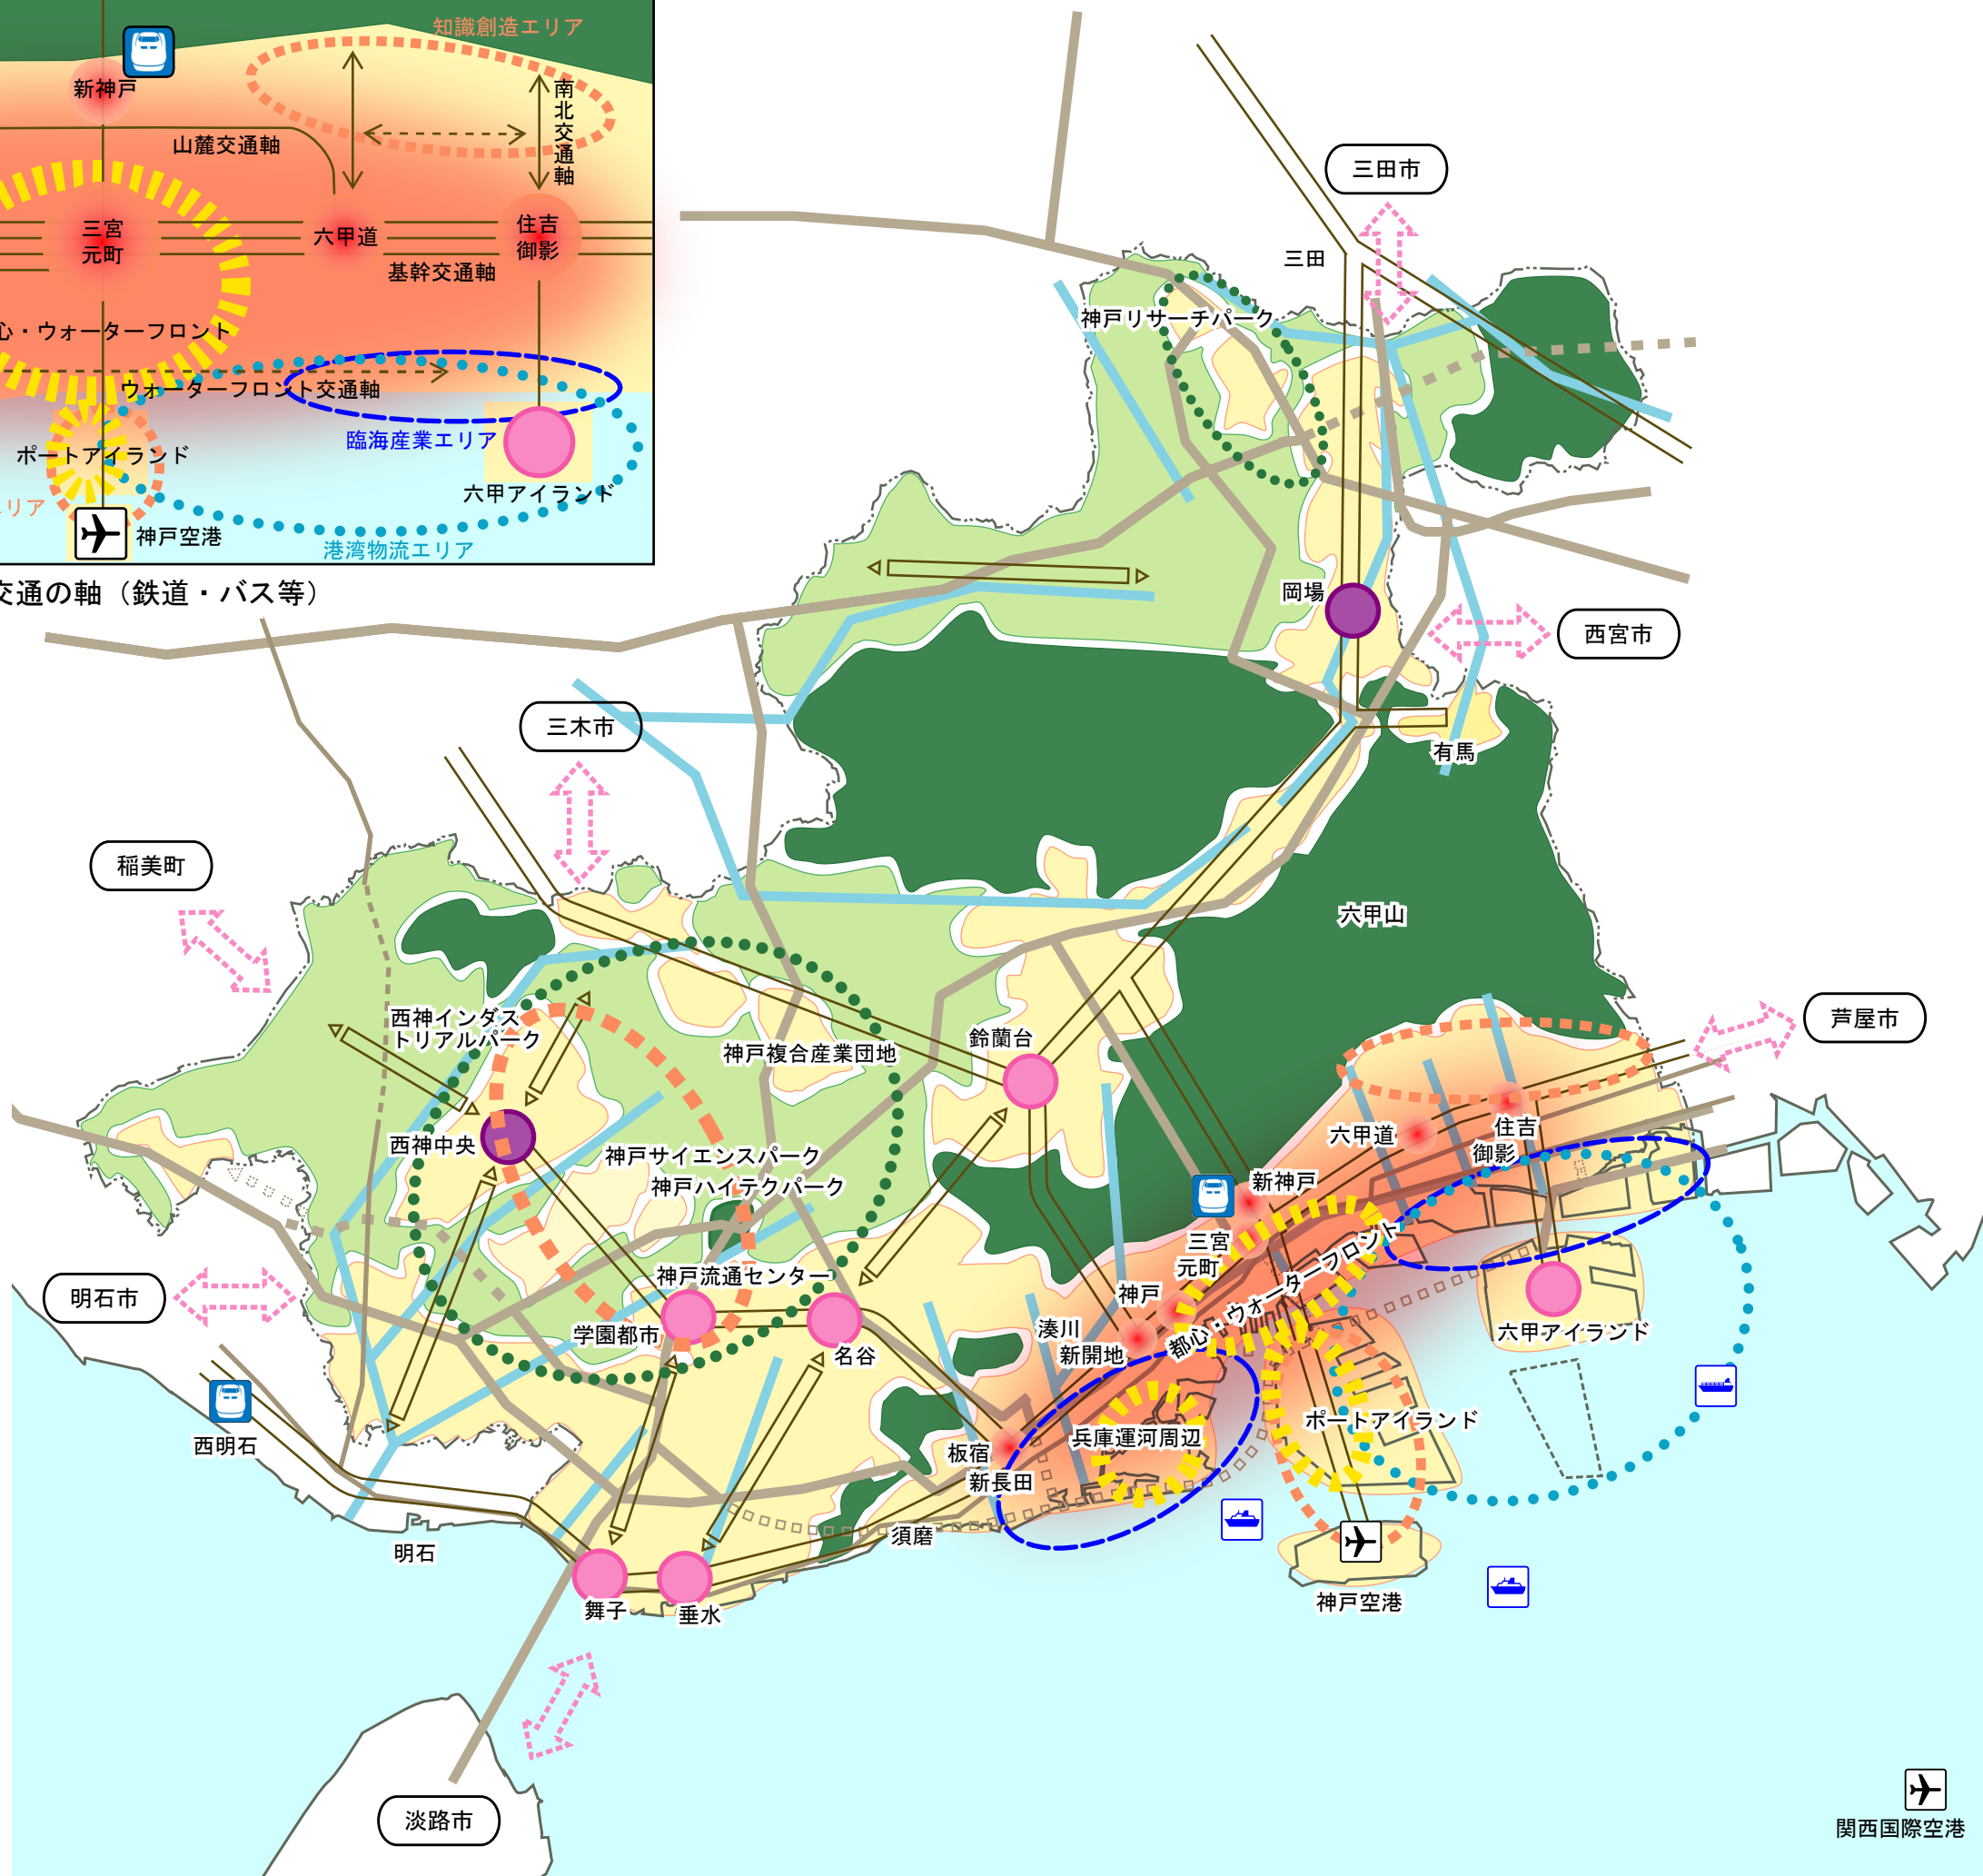 知識創造エリア
新神戸
南北交通軸
山麓交通軸
三宮
元町
六甲道
住吉
御影
基幹交通軸
心・ウォーターフロント
ウォーターフロント交通軸
臨海産業エリア
ポートアイランド
六甲アイランド
リア
神戸空港
港湾物流エリア
交通の軸（鉄道・バス等）
三田市
三田
神戸リサーチパーク
岡場
西宮市
三木市
有馬
稲美町
六甲山
西神インダス
トリアルパーク
神戸複合産業団地
鈴蘭台
芦屋市
西神中央
神戸サイエンスパーク
神戸ハイテクパーク
六甲道
住吉
御影
新神戸
三宮
元町
都心・ウォーターフロント
神戸流通センター
明石市
神戸
湊川
新開地
学園都市
名谷
六甲アイランド
西明石
板宿
新長田
兵庫運河周辺
ポートアイランド
須磨
明石
舞子
垂水
神戸空港
淡路市
関西国際空港